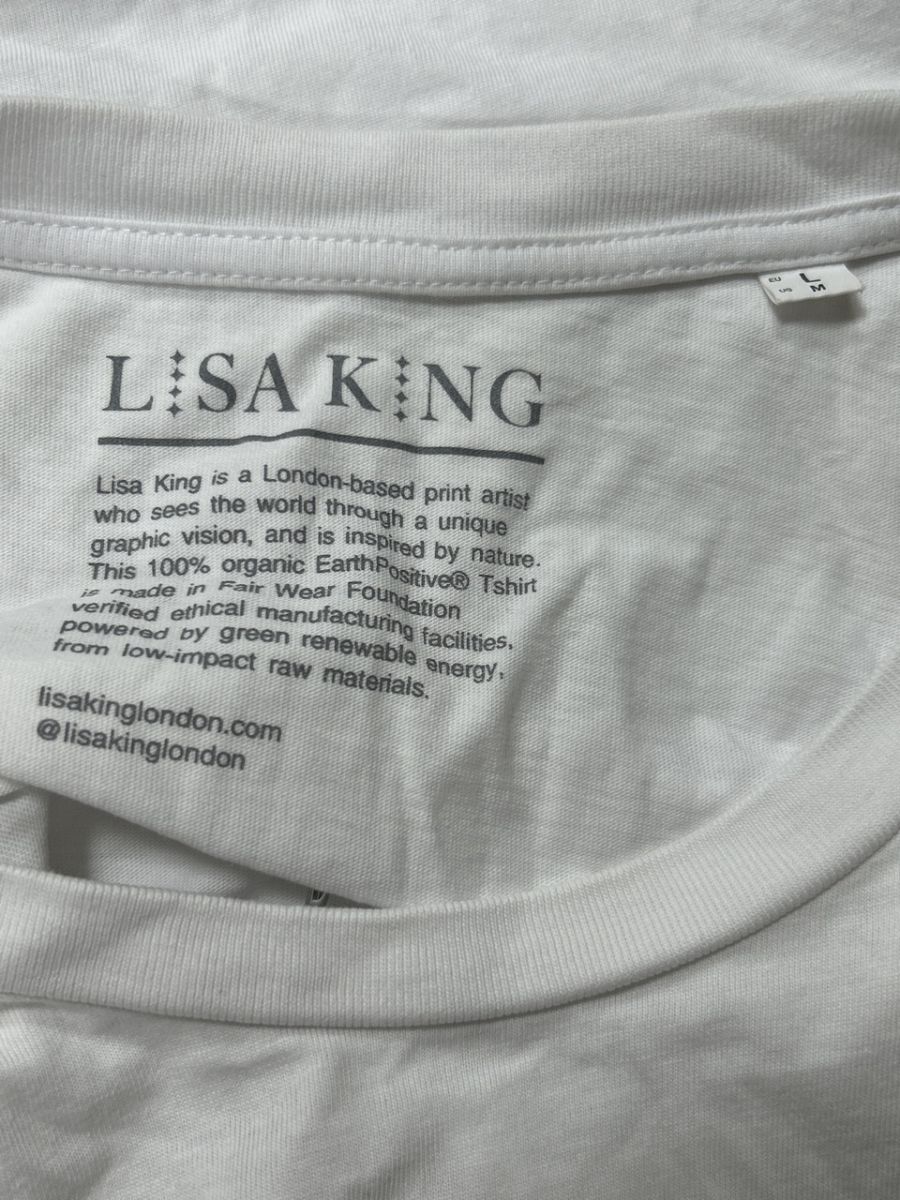 EU L
US M
LISA KING
Lisa King is a London-based print artist
who sees the world through a unique
graphic vision, and is inspired by nature.
This 100% organic EarthPositive® Tshirt
is made in Fair Wear Foundation
verified ethical manufacturing facilities,
powered by green renewable energy,
from low-impact raw materials.
lisakinglondon.com
@lisakinglondon